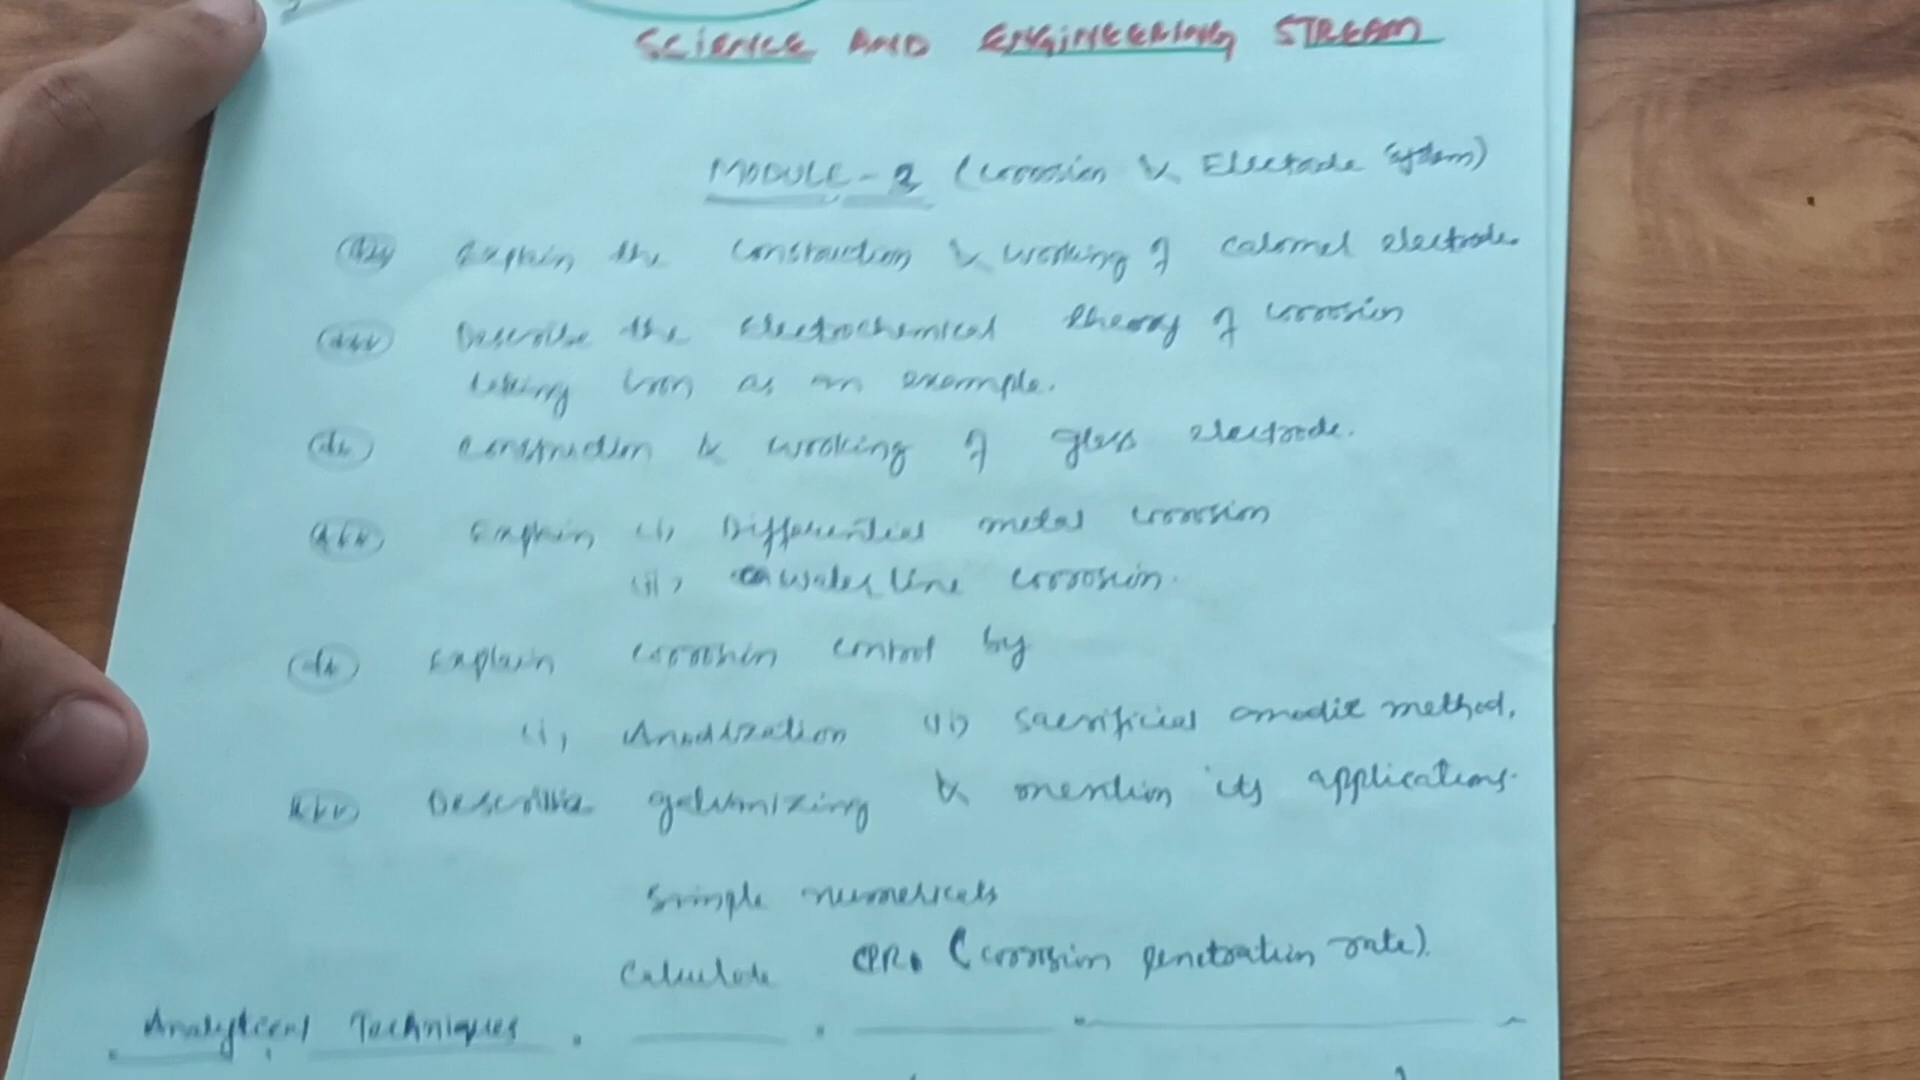 SCIENCE AND ENGINEERING STREAM
MODULE - 3 (Corrosion & Electrode System)
Explain the construction & working of calomel electrode.
Describe the electrochemical theory of corrosion
taking iron as an example.
Construction & working of glass electrode.
Explain (i) Differential metal corrosion
(ii) water line corrosion.
Explain corrosion control by
(i) Anodization (ii) Sacrificial anodic method.
Describe galvanizing & mention its applications.
Simple numericals
Calculate CPR. (corrosion penetration rate).
Analytical Techniques